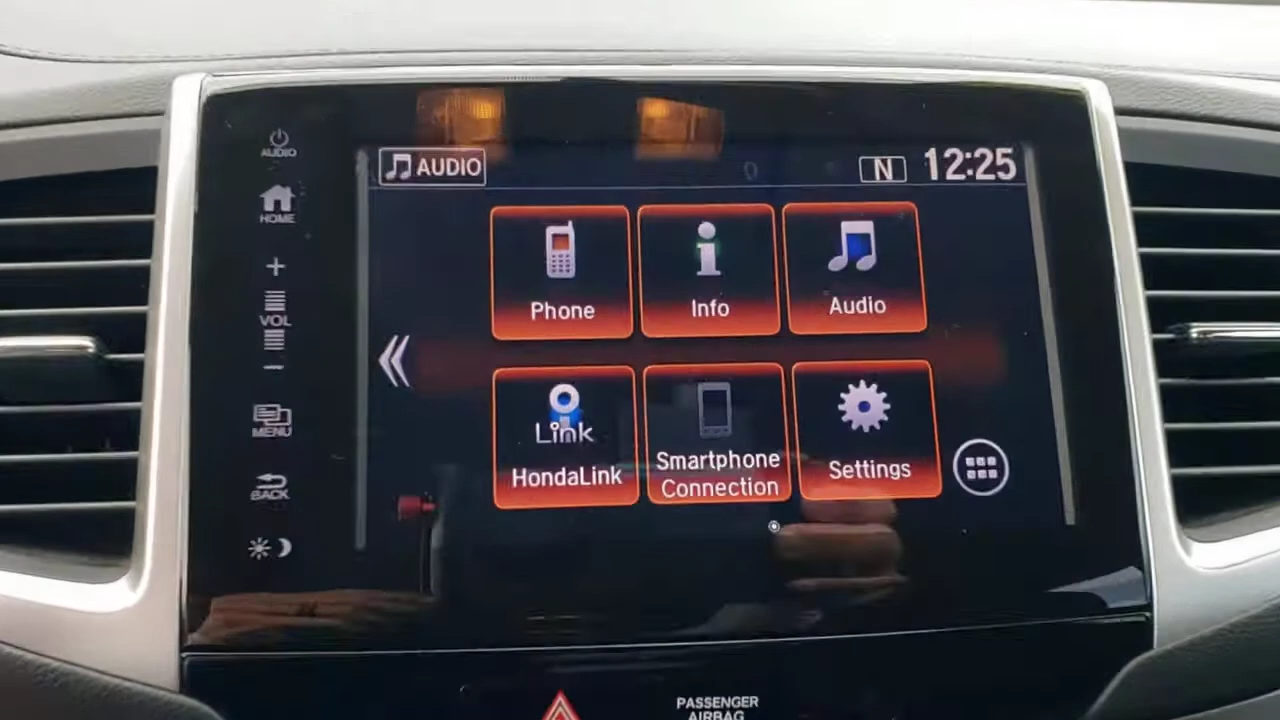 AUDIO
HOME
+
VOL
−
MENU
BACK
AUDIO
N
12:25
Phone
Info
Audio
Link
HondaLink
Smartphone
Connection
Settings
PASSENGER
AIRBAG